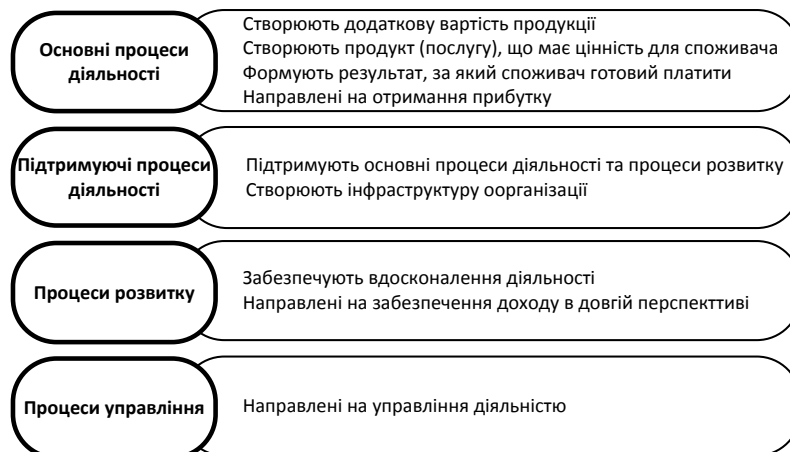 Основні процеси
діяльності
Створюють додаткову вартість продукції
Створюють продукт (послугу), що має цінність для споживача
Формують результат, за який споживач готовий платити
Направлені на отримання прибутку
Підтримуючі процеси
діяльності
Підтримують основні процеси діяльності та процеси розвитку
Створюють інфраструктуру оорганізації
Процеси розвитку
Забезпечують вдосконалення діяльності
Направлені на забезпечення доходу в довгій перспекттиві
Процеси управління
Направлені на управління діяльністю